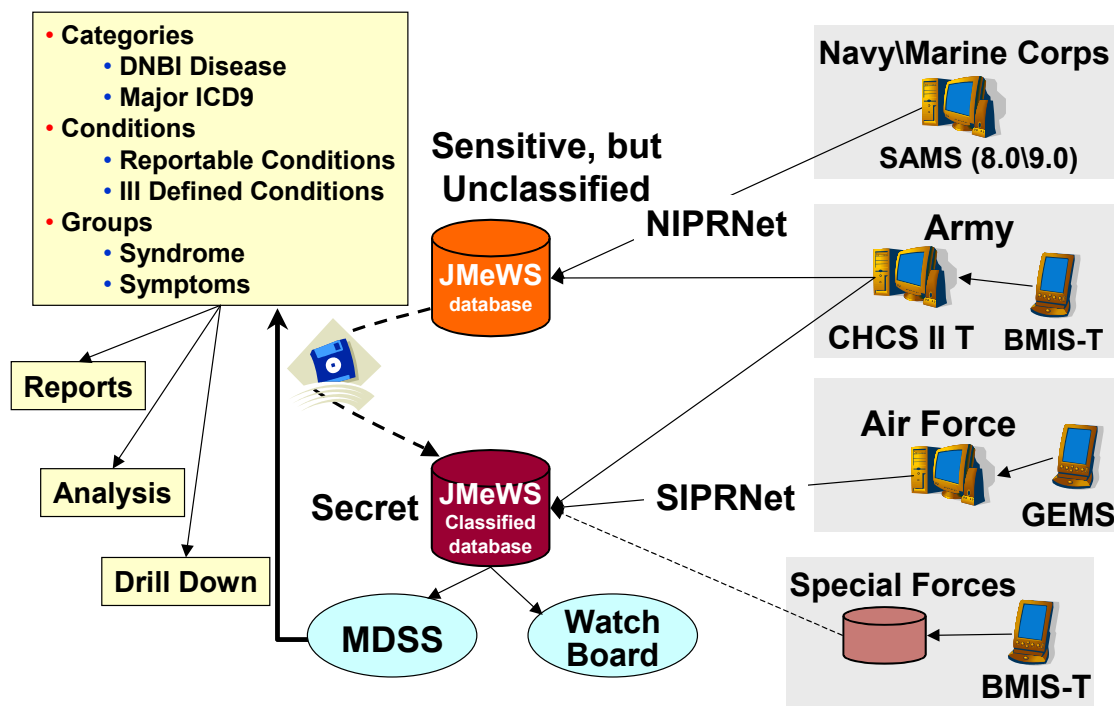 • Categories
• DNBI Disease
• Major ICD9
• Conditions
• Reportable Conditions
• Ill Defined Conditions
• Groups
• Syndrome
• Symptoms
Reports
Analysis
Drill Down
Sensitive, but
Unclassified
JMeWS
database
NIPRNet
Secret
JMeWS
Classified
database
SIPRNet
MDSS
Watch
Board
Navy\Marine Corps
SAMS (8.0\9.0)
Army
CHCS II T
BMIS-T
Air Force
GEMS
Special Forces
BMIS-T